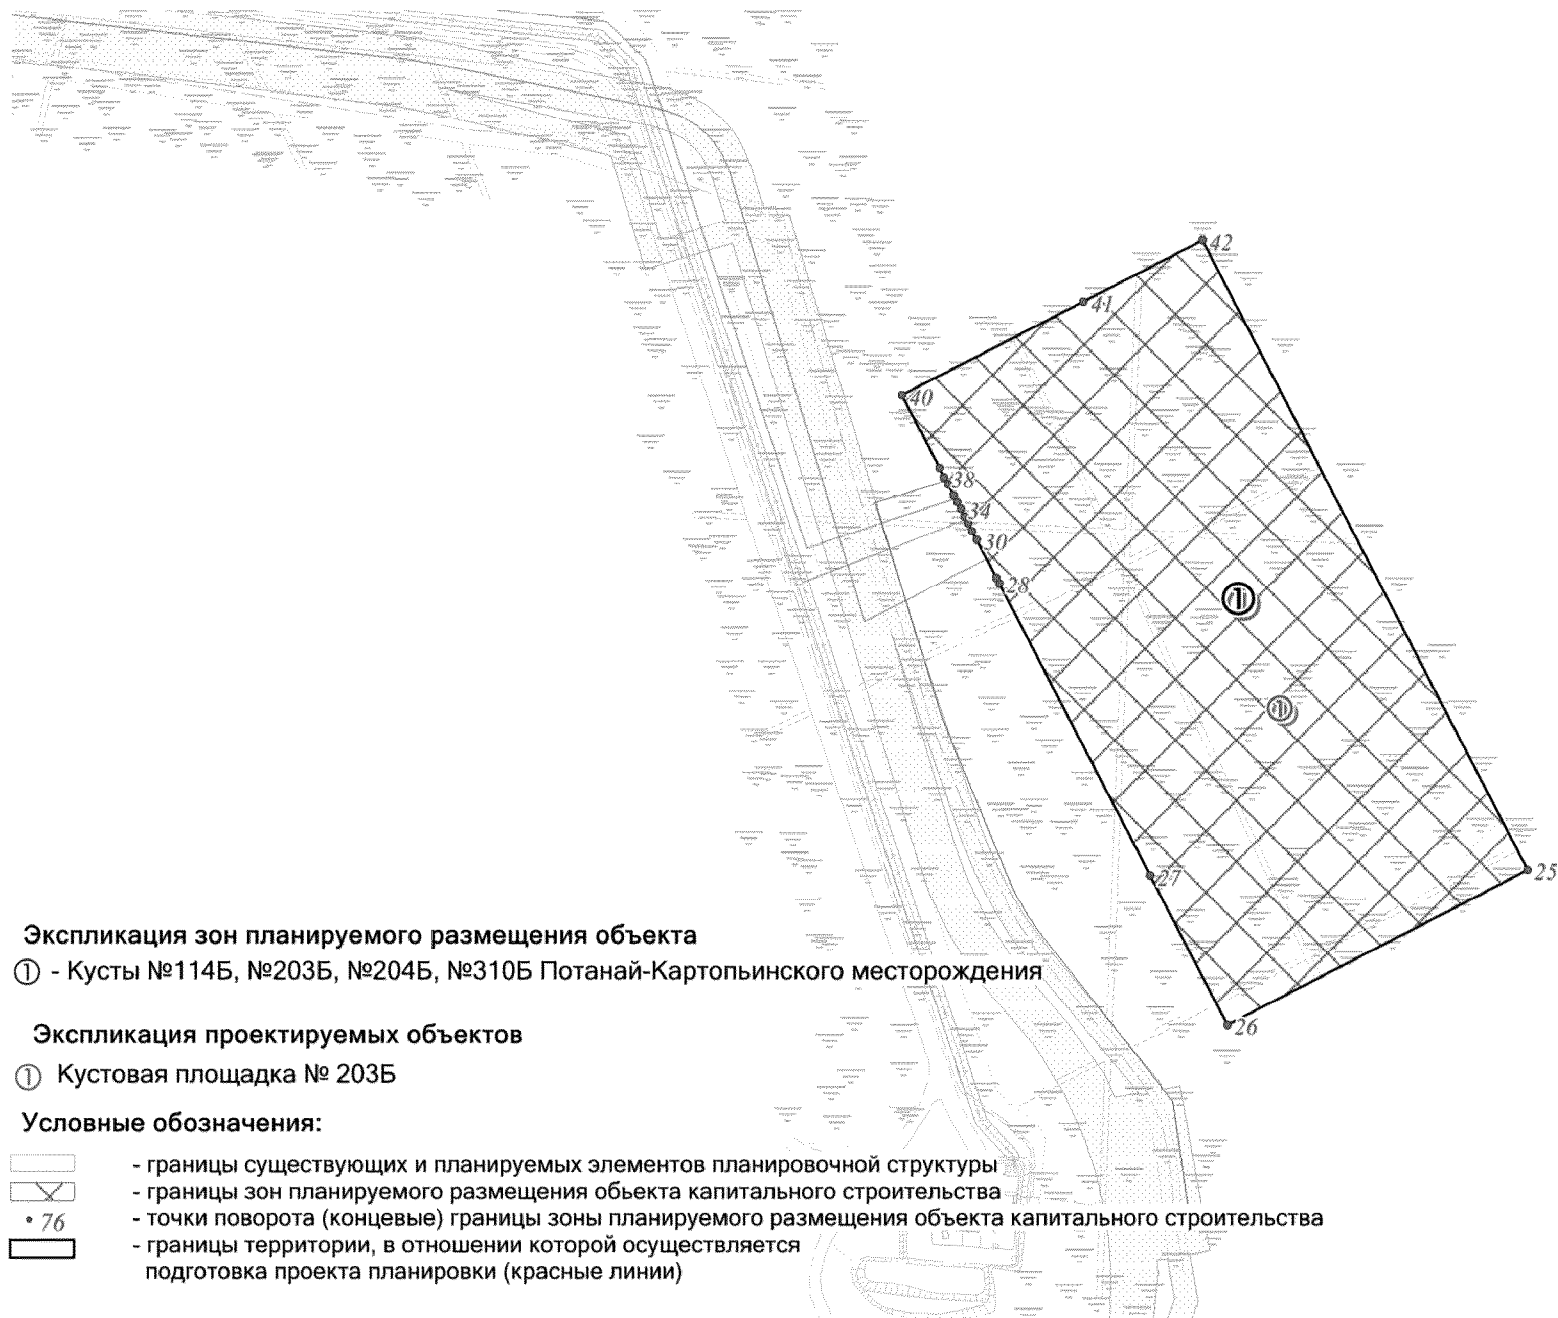 42
41
40
38
34
30
28
1
1
27
25
26
Экспликация зон планируемого размещения объекта
1 - Кусты №114Б, №203Б, №204Б, №310Б Потанай-Картопьинского месторождения
Экспликация проектируемых объектов
1 Кустовая площадка № 203Б
Условные обозначения:
- границы существующих и планируемых элементов планировочной структуры
- границы зон планируемого размещения обьекта капитального строительства
• 76 - точки поворота (концевые) границы зоны планируемого размещения объекта капитального строительства
- границы территории, в отношении которой осуществляется
подготовка проекта планировки (красные линии)